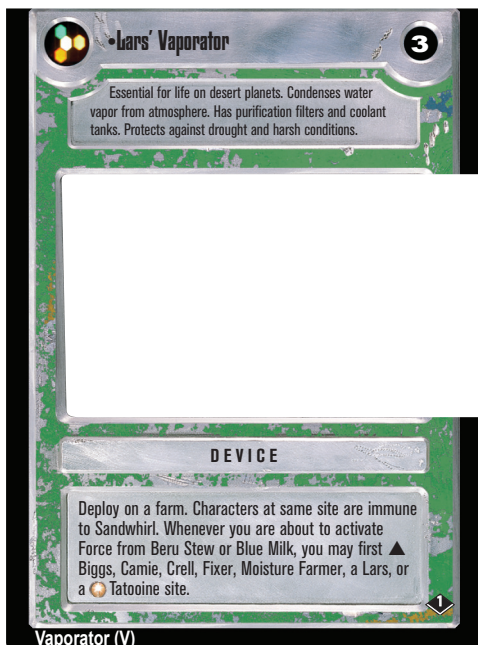 •Lars' Vaporator
3
Essential for life on desert planets. Condenses water
vapor from atmosphere. Has purification filters and coolant
tanks. Protects against drought and harsh conditions.
DEVICE
Deploy on a farm. Characters at same site are immune
to Sandwhirl. Whenever you are about to activate
Force from Beru Stew or Blue Milk, you may first ▲
Biggs, Camie, Crell, Fixer, Moisture Farmer, a Lars, or
a Tatooine site.
1
Vaporator (V)